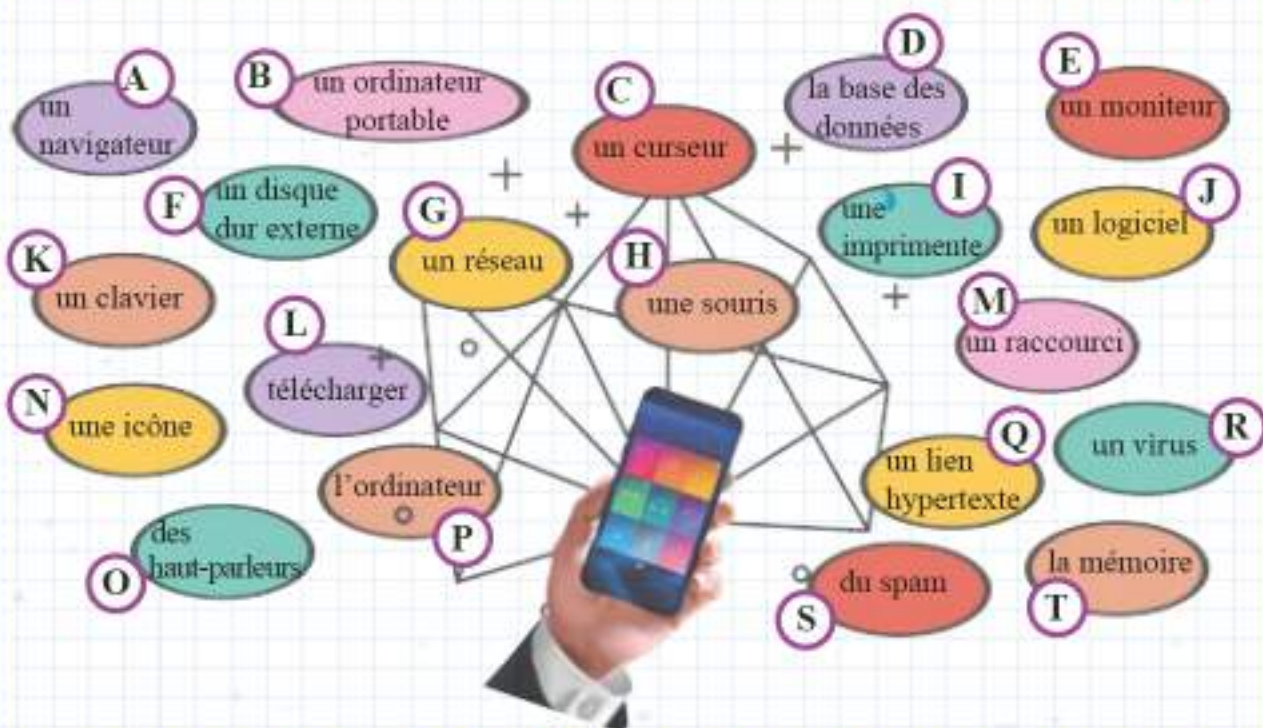 A
un
navigateur
B
un ordinateur
portable
C
un curseur
D
la base des
données
E
un moniteur
F
un disque
dur externe
G
un réseau
H
une souris
I
une
imprimente
J
un logiciel
K
un clavier
L
télécharger
M
un raccourci
N
une icône
O
des
haut-parleurs
P
l'ordinateur
Q
un lien
hypertexte
R
un virus
S
du spam
T
la mémoire